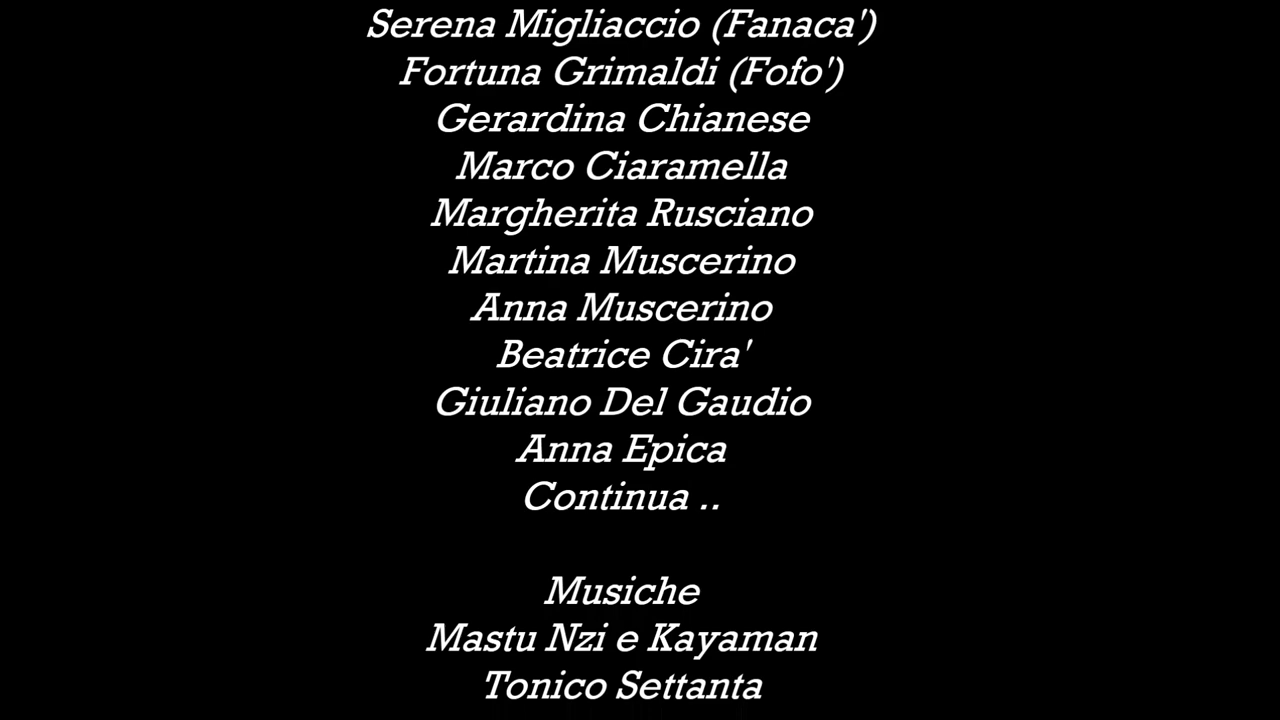 Serena Migliaccio (Fanaca')
Fortuna Grimaldi (Fofo')
Gerardina Chianese
Marco Ciaramella
Margherita Rusciano
Martina Muscerino
Anna Muscerino
Beatrice Cira'
Giuliano Del Gaudio
Anna Epica
Continua ..
Musiche
Mastu Nzi e Kayaman
Tonico Settanta